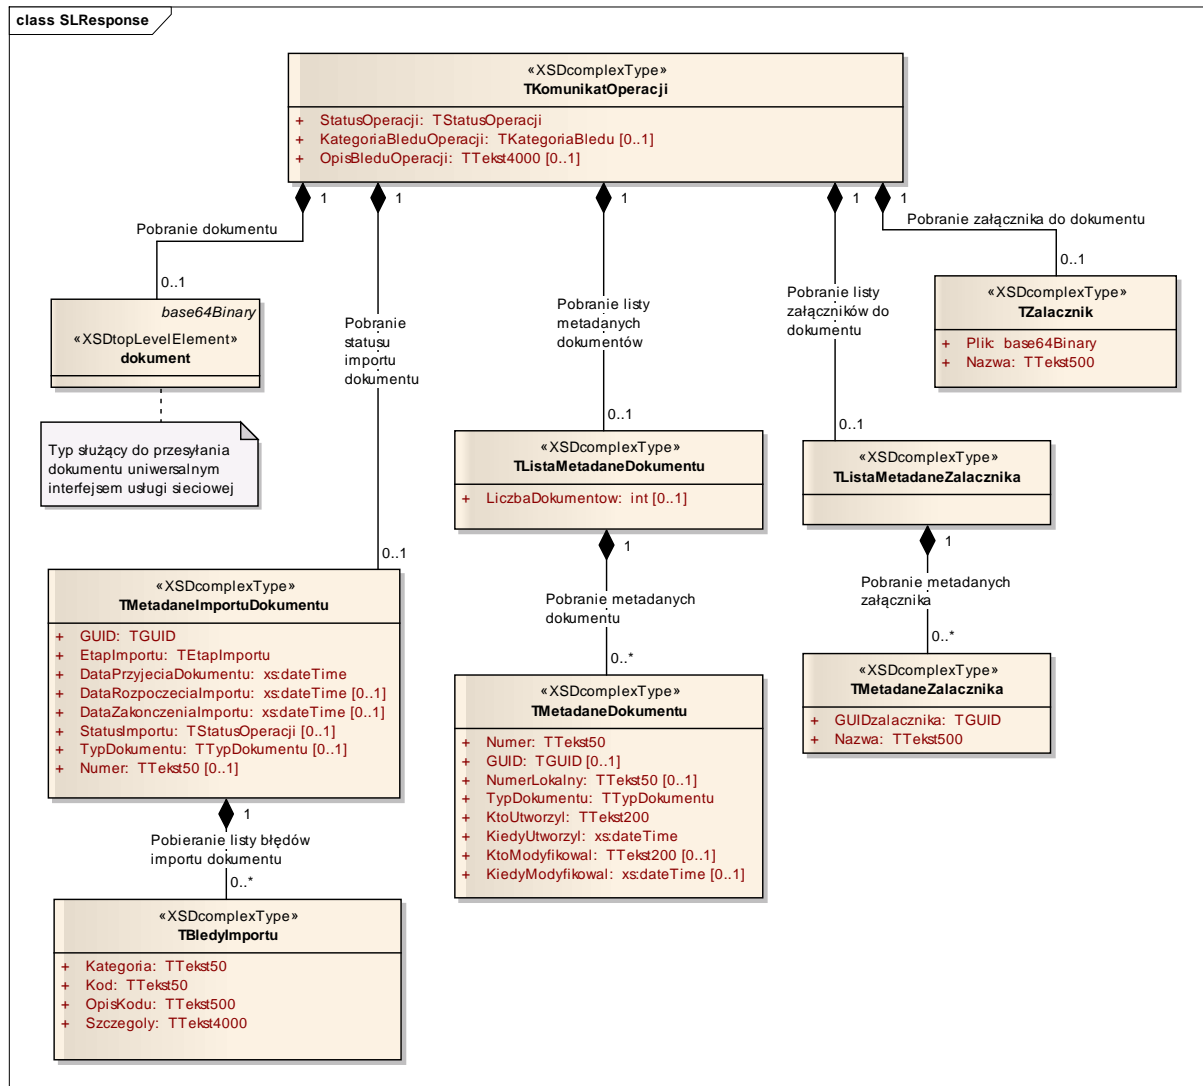 class SLResponse
«XSDcomplexType»
TKomunikatOperacji
+ StatusOperacji: TStatusOperacji
+ KategoriaBleduOperacji: TKategoriaBledu [0..1]
+ OpisBleduOperacji: TTekst4000 [0..1]
1
1
1
1
1
Pobranie dokumentu
0..1
base64Binary
«XSDtopLevelElement»
dokument
Typ służący do przesyłania
dokumentu uniwersalnym
interfejsem usługi sieciowej
Pobranie
statusu
importu
dokumentu
0..1
Pobranie listy
metadanych
dokumentów
0..1
Pobranie listy
załączników do
dokumentu
0..1
Pobranie załącznika do dokumentu
0..1
«XSDcomplexType»
TZalacznik
+ Plik: base64Binary
+ Nazwa: TTekst500
«XSDcomplexType»
TListaMetadaneDokumentu
+ LiczbaDokumentow: int [0..1]
1
Pobranie metadanych
dokumentu
0..*
«XSDcomplexType»
TListaMetadaneZalacznika
1
Pobranie metadanych
załącznika
0..*
«XSDcomplexType»
TMetadaneImportuDokumentu
+ GUID: TGUID
+ EtapImportu: TEtapImportu
+ DataPrzyjeciaDokumentu: xs:dateTime
+ DataRozpoczeciaImportu: xs:dateTime [0..1]
+ DataZakonczeniaImportu: xs:dateTime [0..1]
+ StatusImportu: TStatusOperacji [0..1]
+ TypDokumentu: TTypDokumentu [0..1]
+ Numer: TTekst50 [0..1]
1
Pobieranie listy błędów
importu dokumentu
0..*
«XSDcomplexType»
TMetadaneDokumentu
+ Numer: TTekst50
+ GUID: TGUID [0..1]
+ NumerLokalny: TTekst50 [0..1]
+ TypDokumentu: TTypDokumentu
+ KtoUtworzyl: TTekst200
+ KiedyUtworzyl: xs:dateTime
+ KtoModyfikowal: TTekst200 [0..1]
+ KiedyModyfikowal: xs:dateTime [0..1]
«XSDcomplexType»
TMetadaneZalacznika
+ GUIDzalacznika: TGUID
+ Nazwa: TTekst500
«XSDcomplexType»
TBledyImportu
+ Kategoria: TTekst50
+ Kod: TTekst50
+ OpisKodu: TTekst500
+ Szczegoly: TTekst4000